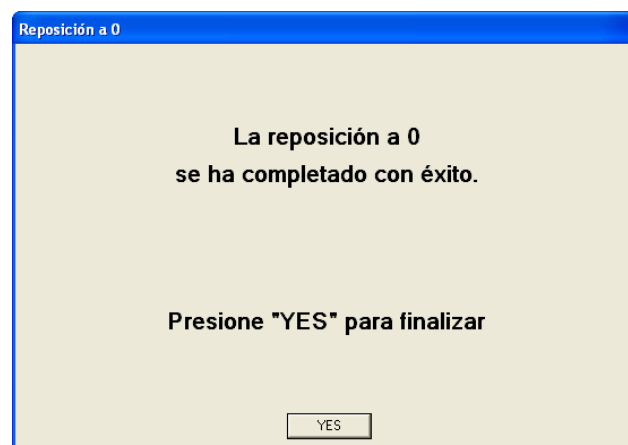 Reposición a 0
La reposición a 0
se ha completado con éxito.
Presione "YES" para finalizar
YES